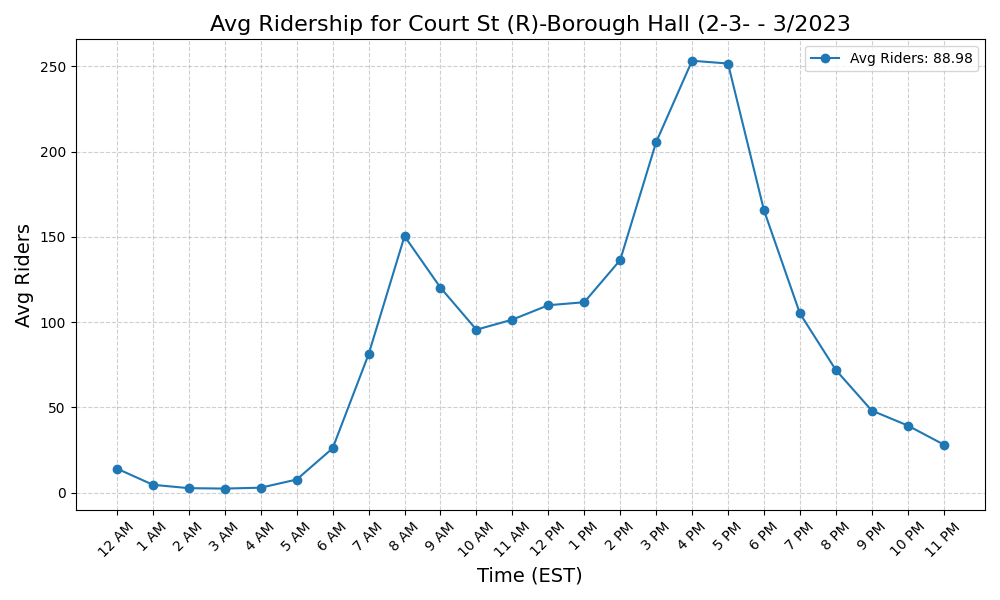 Avg Ridership for Court St (R)-Borough Hall (2-3- - 3/2023
Avg Riders: 88.98
Avg Riders
250
200
150
100
50
0
12 AM
1 AM
2 AM
3 AM
4 AM
5 AM
6 AM
7 AM
8 AM
9 AM
10 AM
11 AM
12 PM
1 PM
2 PM
3 PM
4 PM
5 PM
6 PM
7 PM
8 PM
9 PM
10 PM
11 PM
Time (EST)